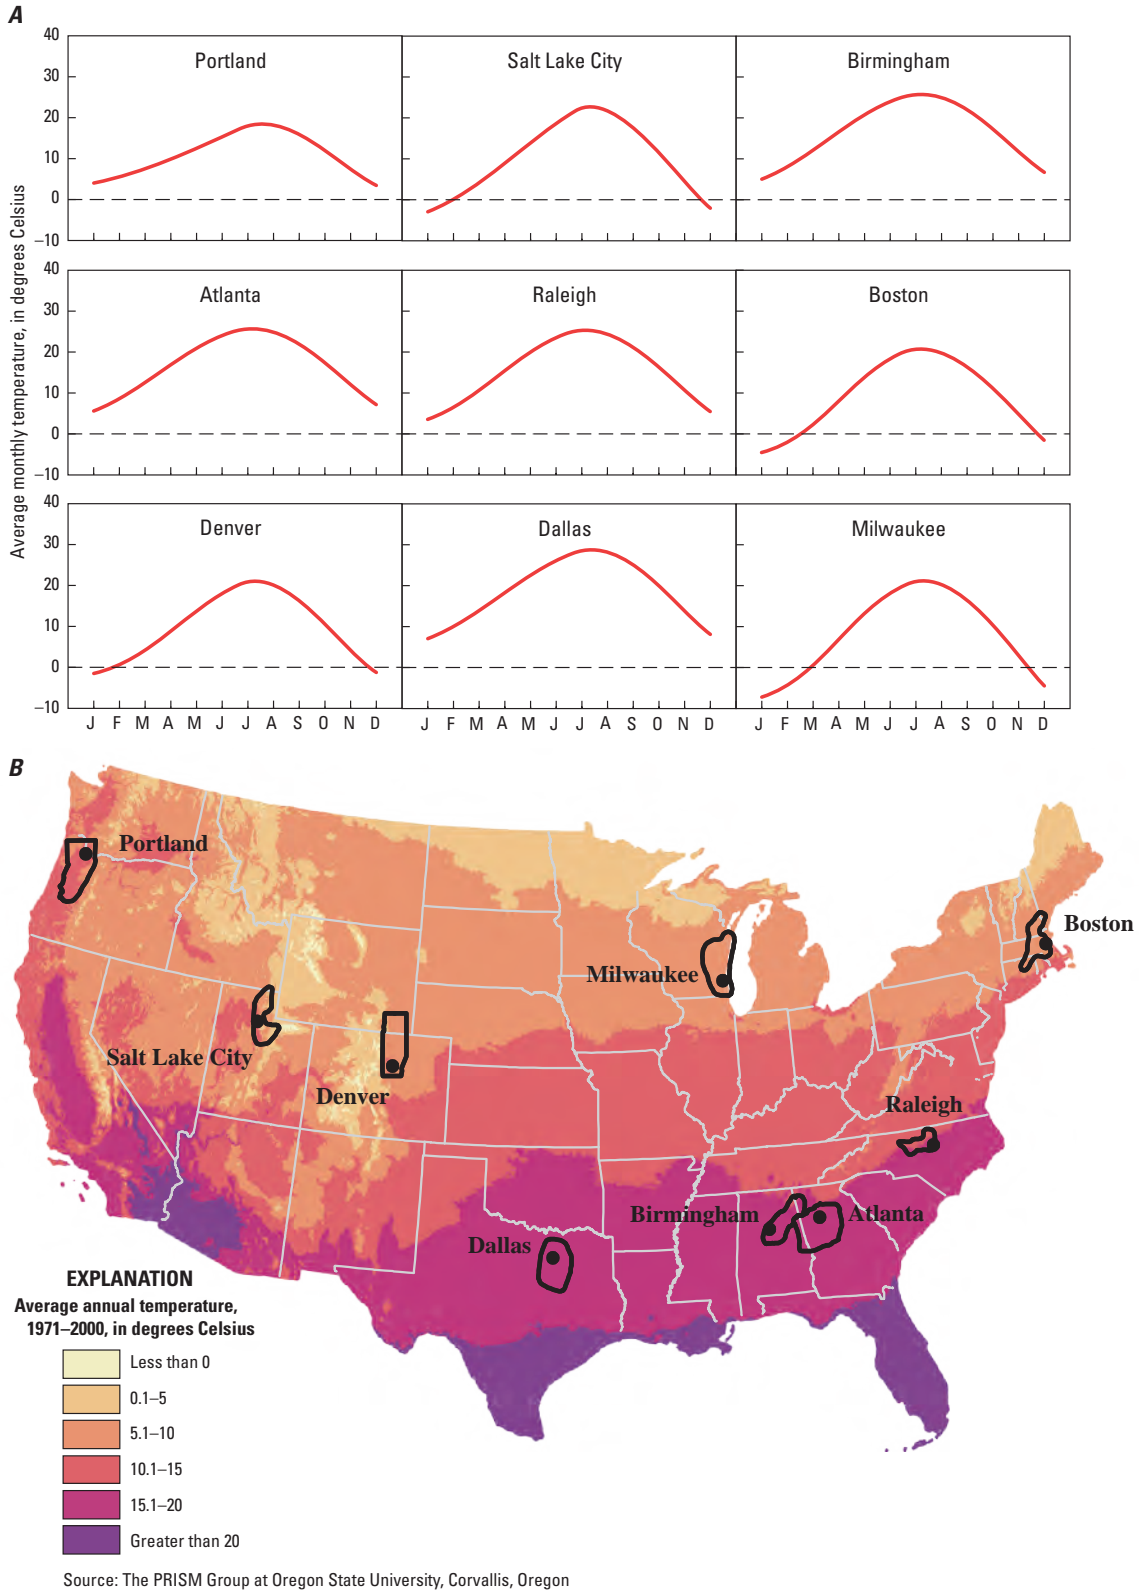 A
Average monthly temperature, in degrees Celsius
Portland
Salt Lake City
Birmingham
40
30
20
10
0
–10
Atlanta
Raleigh
Boston
40
30
20
10
0
–10
Denver
Dallas
Milwaukee
40
30
20
10
0
–10
J F M A M J J A S O N D
J F M A M J J A S O N D
J F M A M J J A S O N D
B
Portland
Boston
Milwaukee
Salt Lake City
Denver
Raleigh
Birmingham
Atlanta
Dallas
EXPLANATION
Average annual temperature,
1971–2000, in degrees Celsius
Less than 0
0.1–5
5.1–10
10.1–15
15.1–20
Greater than 20
Source: The PRISM Group at Oregon State University, Corvallis, Oregon